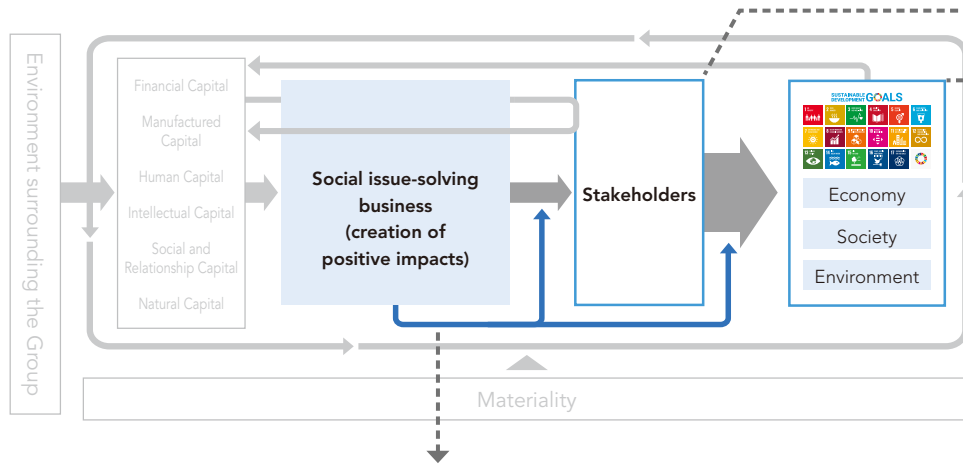 Environment surrounding the Group
Financial Capital
Manufactured
Capital
Human Capital
Intellectual Capital
Social and
Relationship Capital
Natural Capital
Social issue-solving
business
(creation of
positive impacts)
Stakeholders
SUSTAINABLE
DEVELOPMENT
GOALS
Economy
Society
Environment
Materiality